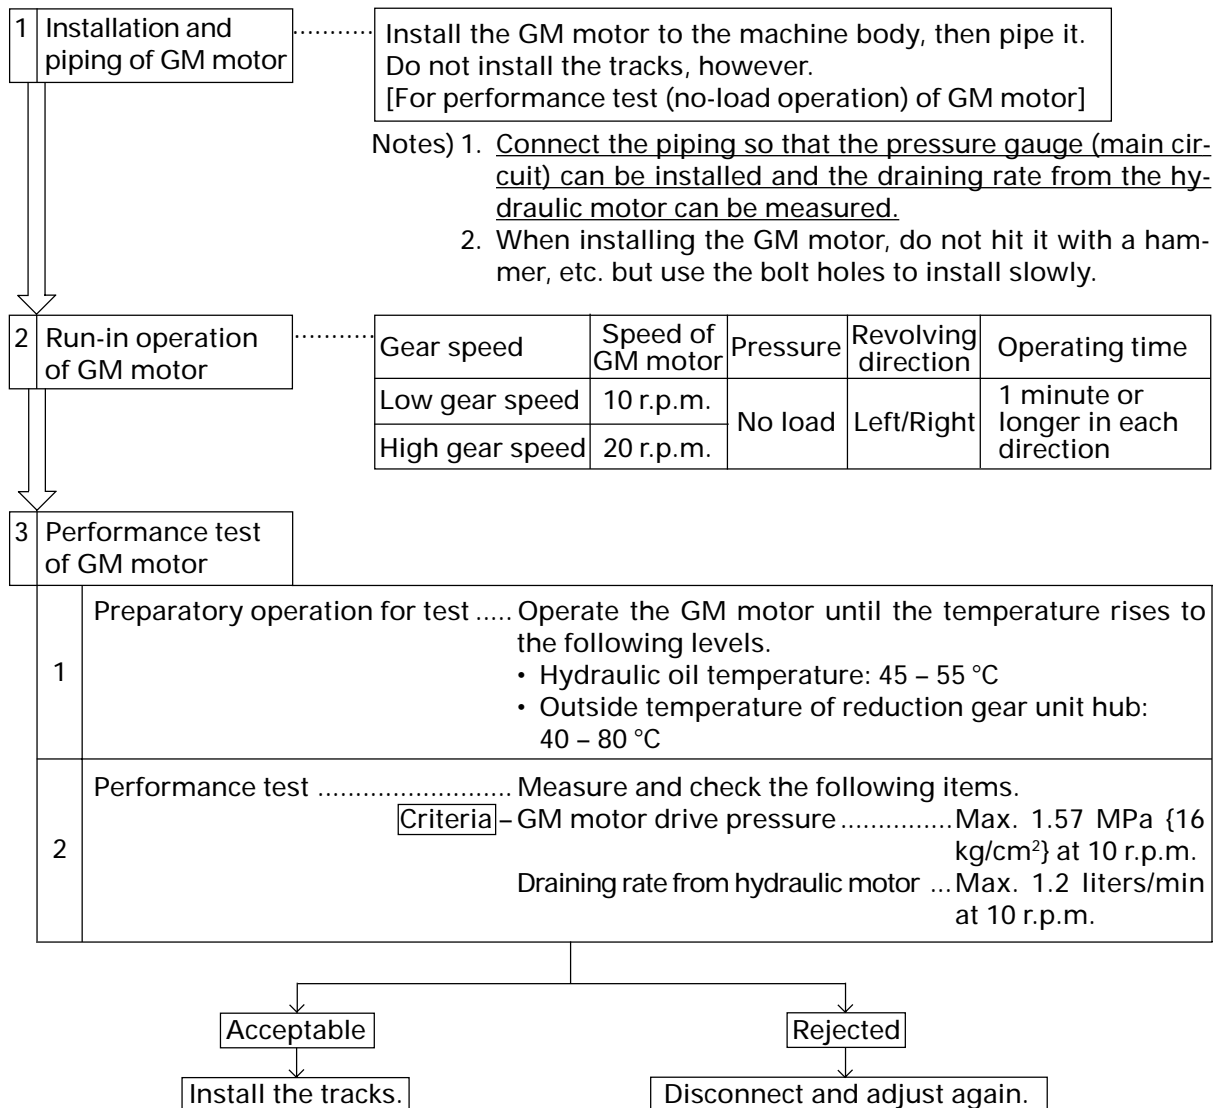 1 Installation and piping of GM motor
Install the GM motor to the machine body, then pipe it.
Do not install the tracks, however.
[For performance test (no-load operation) of GM motor]
Notes) 1. Connect the piping so that the pressure gauge (main cir-
cuit) can be installed and the draining rate from the hy-
draulic motor can be measured.
2. When installing the GM motor, do not hit it with a ham-
mer, etc. but use the bolt holes to install slowly.
2 Run-in operation
of GM motor
Gear speed
Speed of
GM motor
Pressure
Revolving
direction
Operating time
Low gear speed
10 r.p.m.
No load
Left/Right
1 minute or
longer in each
direction
High gear speed
20 r.p.m.
3 Performance test
of GM motor
1
Preparatory operation for test ..... Operate the GM motor until the temperature rises to
the following levels.
• Hydraulic oil temperature: 45 – 55 °C
• Outside temperature of reduction gear unit hub:
40 – 80 °C
2
Performance test .......................... Measure and check the following items.
Criteria – GM motor drive pressure ............... Max. 1.57 MPa {16
kg/cm²} at 10 r.p.m.
Draining rate from hydraulic motor ... Max. 1.2 liters/min
at 10 r.p.m.
Acceptable
Rejected
Install the tracks.
Disconnect and adjust again.